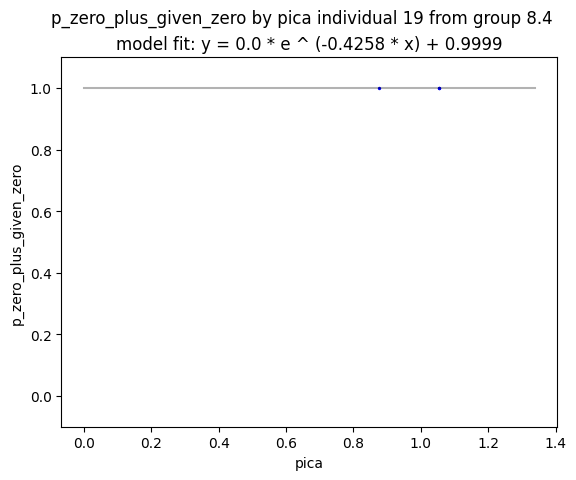 p_zero_plus_given_zero by pica individual 19 from group 8.4
model fit: y = 0.0 * e ^ (-0.4258 * x) + 0.9999
1.0
0.8
0.6
0.4
0.2
0.0
p_zero_plus_given_zero
0.0 0.2 0.4 0.6 0.8 1.0 1.2 1.4
pica